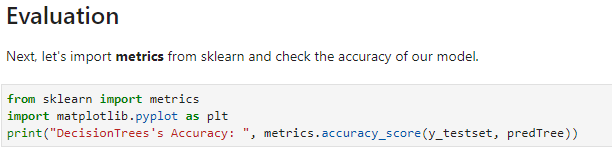 Evaluation
Next, let's import metrics from sklearn and check the accuracy of our model.
from sklearn import metrics
import matplotlib.pyplot as plt
print("DecisionTrees's Accuracy: ", metrics.accuracy_score(y_testset, predTree))